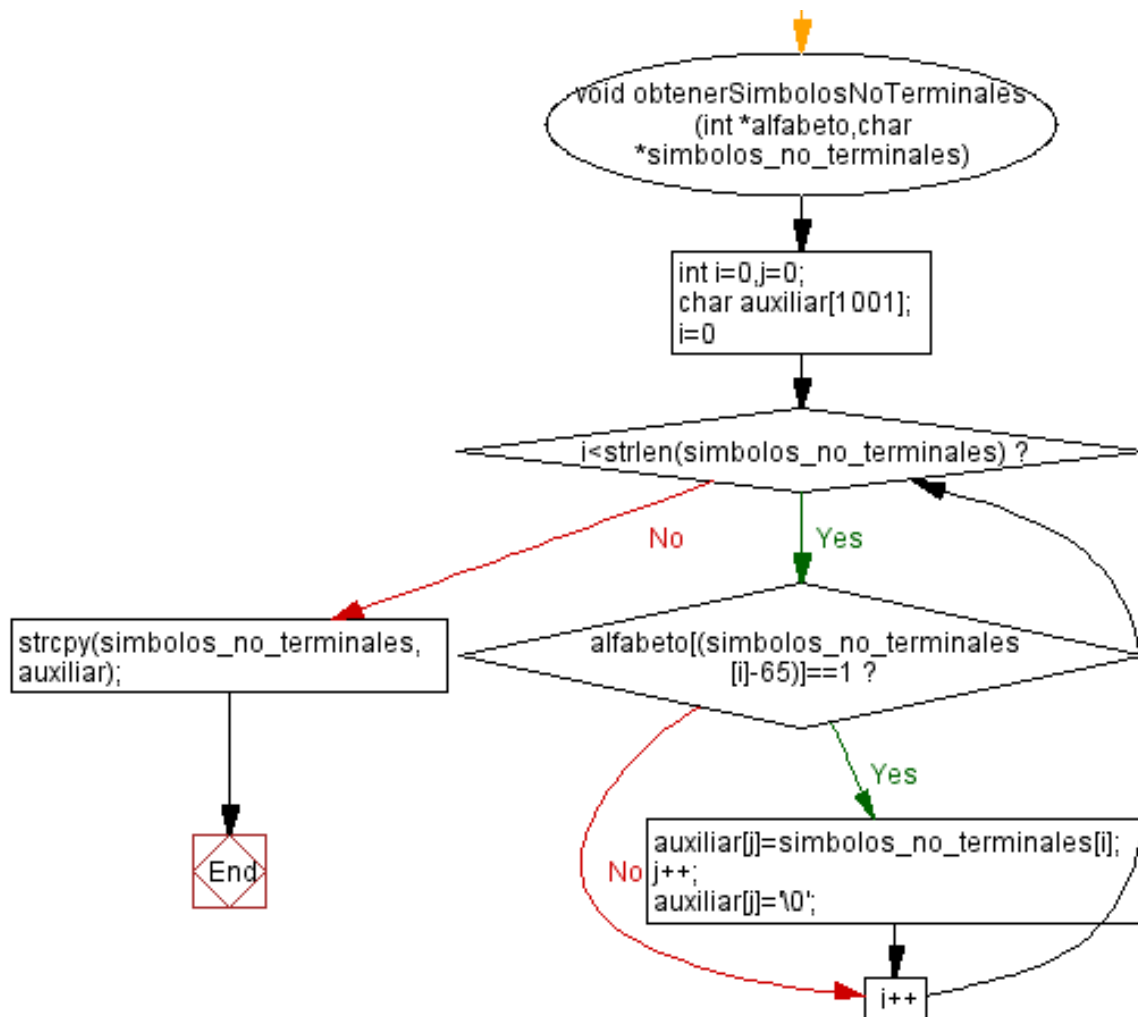 void obtenerSimbolosNoTerminales
(int *alfabeto,char
*simbolos_no_terminales)
int i=0,j=0;
char auxiliar[1001];
i=0
i<strlen(simbolos_no_terminales) ?
No
Yes
strcpy(simbolos_no_terminales,
auxiliar);
alfabeto[(simbolos_no_terminales
[i]-65)]==1 ?
Yes
End
No
auxiliar[j]=simbolos_no_terminales[i];
j++;
auxiliar[j]='\0';
i++